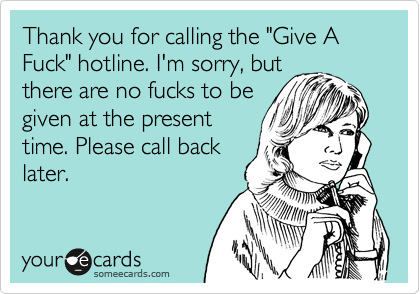 Thank you for calling the "Give A
Fuck" hotline. I'm sorry, but
there are no fucks to be
given at the present
time. Please call back
later.
your e cards
someecards.com